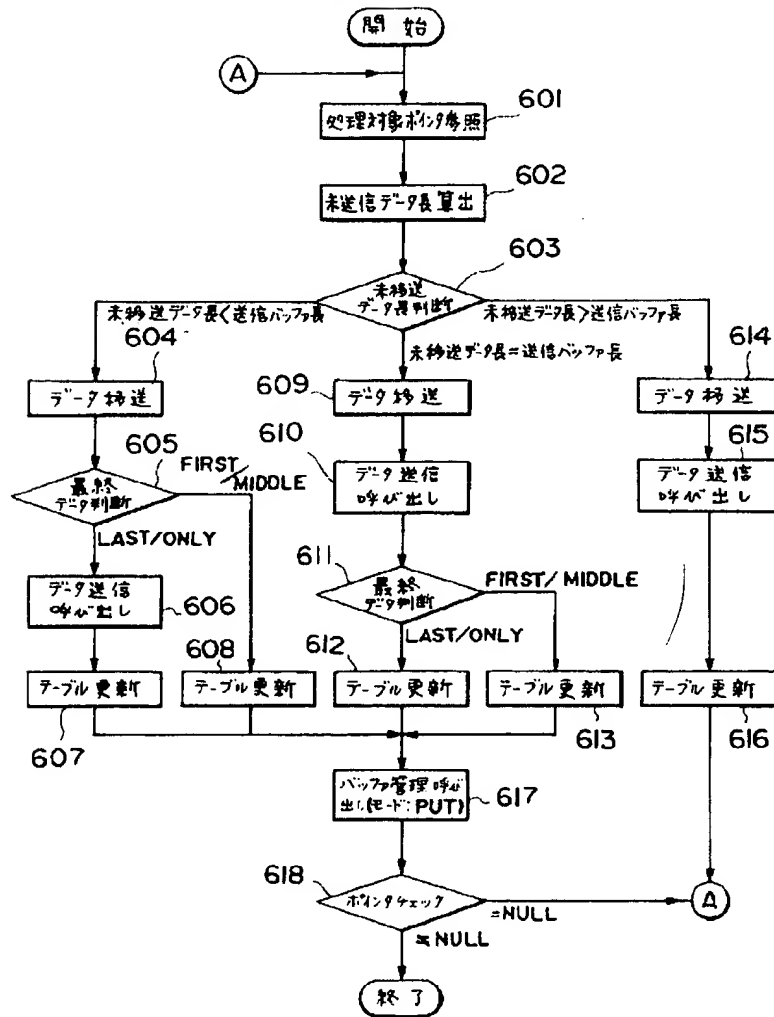 開始
A
601
処理対象ポインタ参照
602
未送信データ長算出
603
未移送
データ長判断
未移送データ長<送信バッファ長
未移送データ長=送信バッファ長
未移送データ長>送信バッファ長
604
データ移送
609
データ移送
614
データ移送
605
最終
データ判断
FIRST/
MIDDLE
LAST/ONLY
610
データ送信
呼び出し
615
データ送信
呼び出し
データ送信
呼び出し
606
611
最終
データ判断
FIRST/MIDDLE
LAST/ONLY
テーブル更新
607
608
テーブル更新
612
テーブル更新
テーブル更新
613
テーブル更新
616
バッファ管理呼び
出し(モード:PUT)
617
618
ポインタチェック
=NULL
≠NULL
A
終了